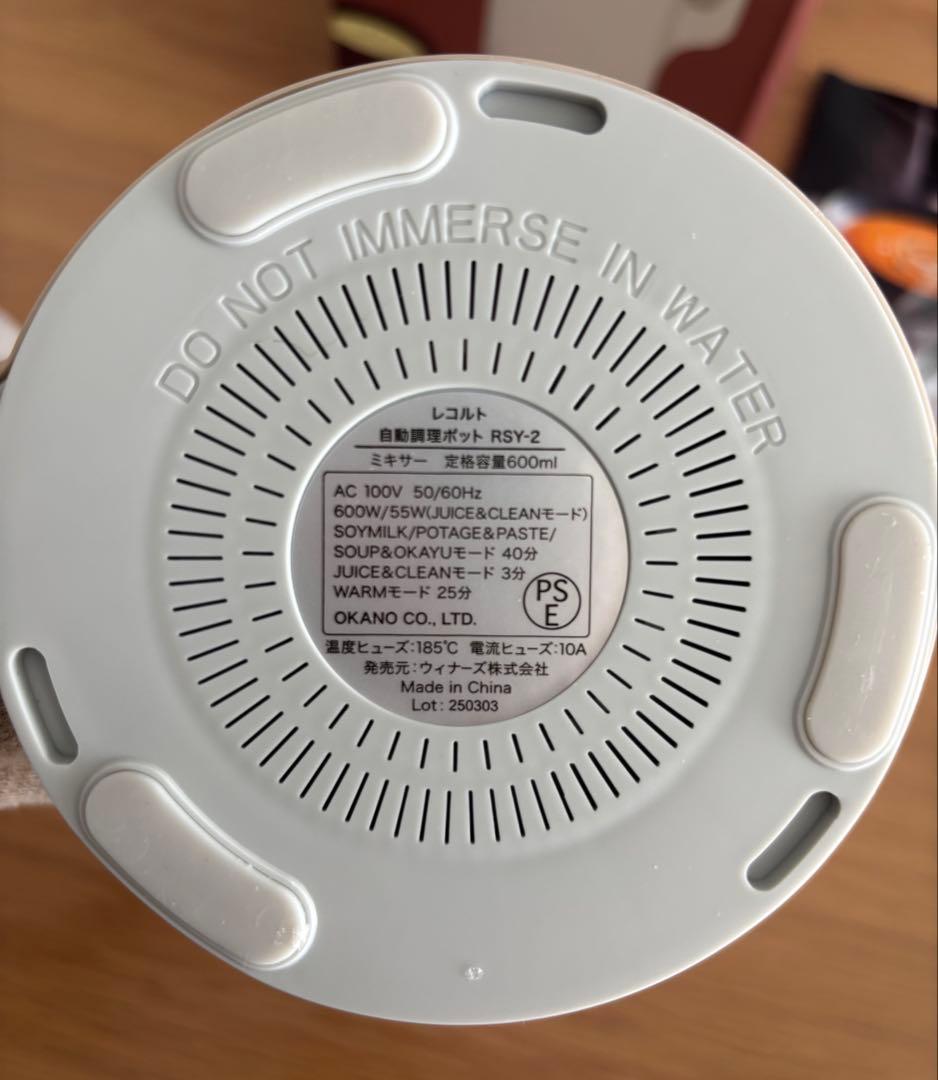 DO NOT IMMERSE IN WATER
レコルト
自動調理ポット RSY-2
ミキサー 定格容量600ml
AC 100V 50/60Hz
600W/55W(JUICE&CLEANモード)
SOYMILK/POTAGE&PASTE/
SOUP&OKAYUモード 40分
JUICE&CLEANモード 3分
WARMモード 25分
PS
E
OKANO CO., LTD.
温度ヒューズ:185℃ 電流ヒューズ:10A
発売元:ウィナーズ株式会社
Made in China
Lot: 250303